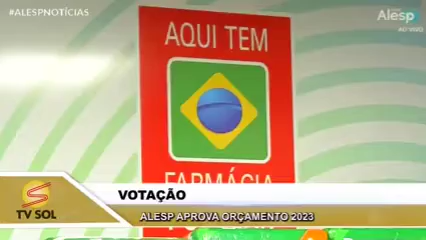 #ALESPNOTÍCIAS
Alesp
AO VIVO
AQUI TEM
FARMÁCIA
VOTAÇÃO
TV SOL
ALESP APROVA ORÇAMENTO 2023